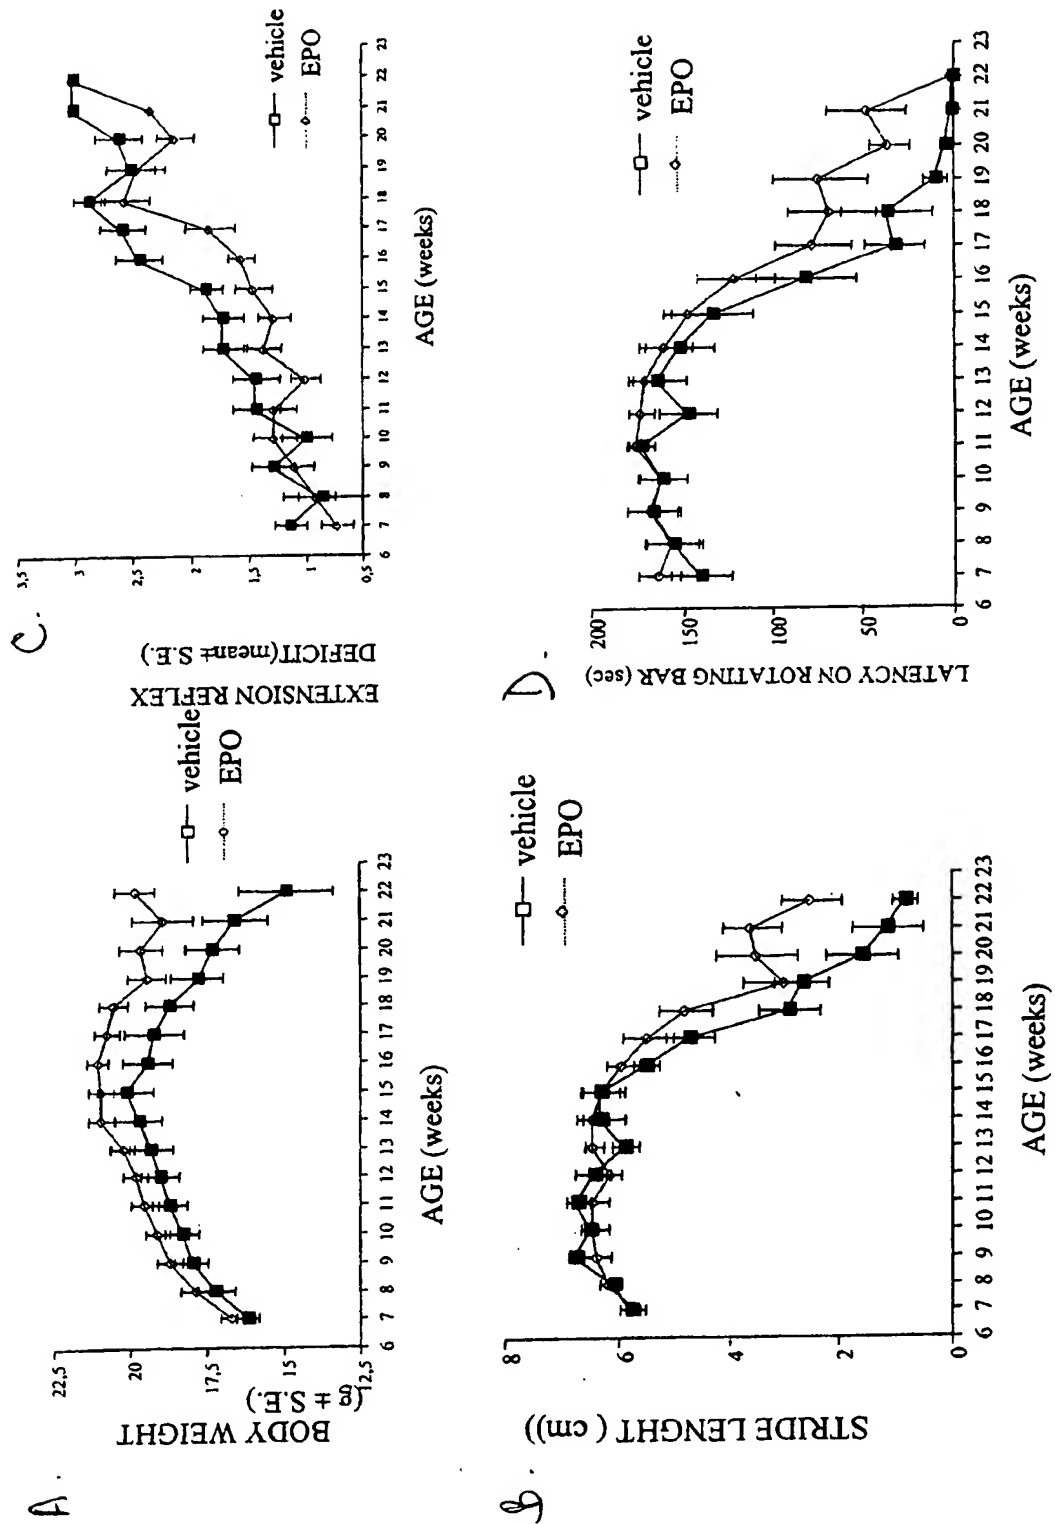 A.
BODY WEIGHT
(g ± S.E.)
22,5
20
17,5
15
12,5
6 7 8 9 10 11 12 13 14 15 16 17 18 19 20 21 22 23
AGE (weeks)
vehicle
EPO
B.
STRIDE LENGHT ( cm))
8
6
4
2
0
6 7 8 9 10 11 12 13 14 15 16 17 18 19 20 21 22 23
AGE (weeks)
vehicle
EPO
C.
EXTENSION REFLEX
DEFICIT(mean± S.E.)
3,5
3
2,5
2
1,5
1
0,5
6 7 8 9 10 11 12 13 14 15 16 17 18 19 20 21 22 23
AGE (weeks)
vehicle
EPO
D.
LATENCY ON ROTATING BAR (sec)
200
150
100
50
0
6 7 8 9 10 11 12 13 14 15 16 17 18 19 20 21 22 23
AGE (weeks)
vehicle
EPO